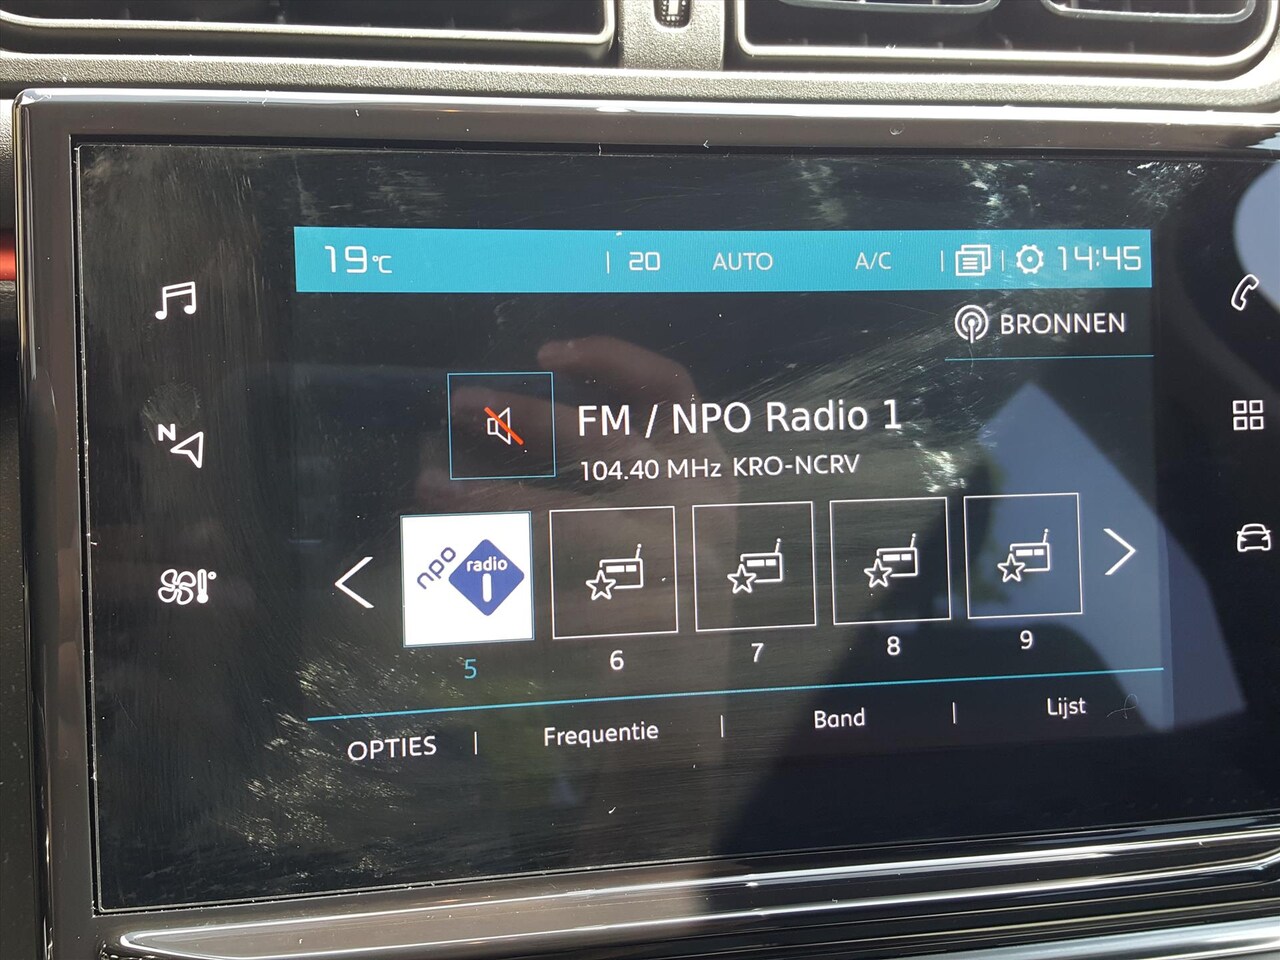 19°C | 20 AUTO A/C | | 14:45
BRONNEN
FM / NPO Radio 1
104.40 MHz KRO-NCRV
N
npo radio 1
5 6 7 8 9
OPTIES | Frequentie | Band | Lijst